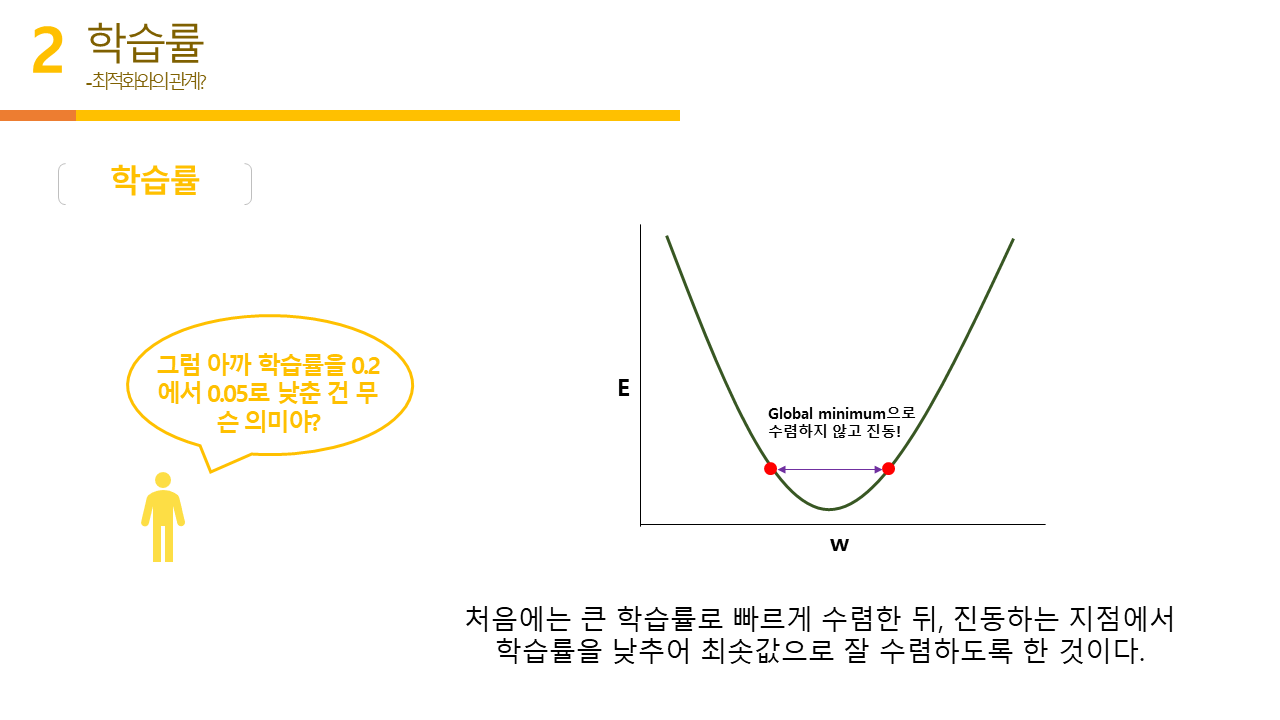 2
학습률
-최적화와의 관계?
학습률
그럼 아까 학습률을 0.2
에서 0.05로 낮춘 건 무
슨 의미야?
E
Global minimum으로
수렴하지 않고 진동!
w
처음에는 큰 학습률로 빠르게 수렴한 뒤, 진동하는 지점에서
학습률을 낮추어 최솟값으로 잘 수렴하도록 한 것이다.